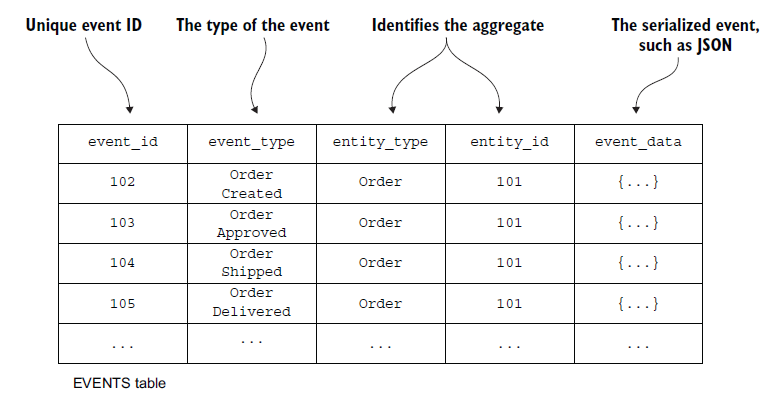 Unique event ID
The type of the event
Identifies the aggregate
The serialized event,
such as JSON
event_id event_type entity_type entity_id event_data
102 Order Created Order 101 {...}
103 Order Approved Order 101 {...}
104 Order Shipped Order 101 {...}
105 Order Delivered Order 101 {...}
... ... ... ... ...
EVENTS table